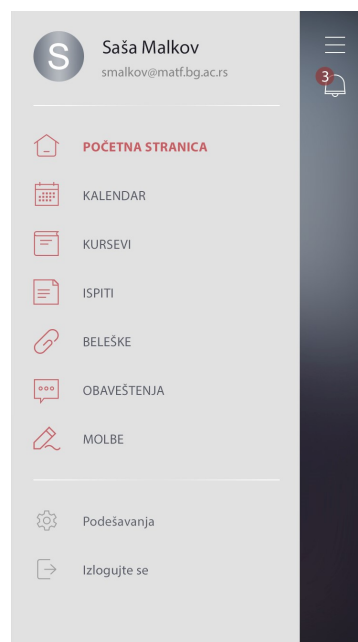 S
Saša Malkov
smalkov@matf.bg.ac.rs
3
POČETNA STRANICA
KALENDAR
KURSEVI
ISPITI
BELEŠKE
OBAVEŠTENJA
MOLBE
Podešavanja
Izlogujte se